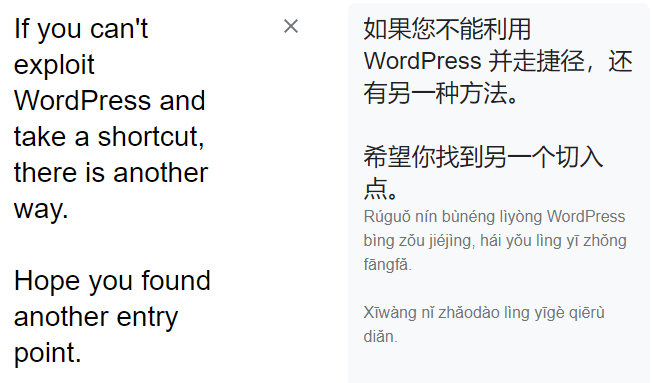 If you can't
exploit
WordPress and
take a shortcut,
there is another
way.
Hope you found
another entry
point.
如果您不能利用
WordPress 并走捷径，还
有另一种方法。
希望你找到另一个切入
点。
Rúguǒ nín bùnéng lìyòng WordPress
bìng zǒu jiéjìng, hái yǒu lìng yī zhǒng
fāngfǎ.
Xīwàng nǐ zhǎodào lìng yīgè qiērù
diǎn.